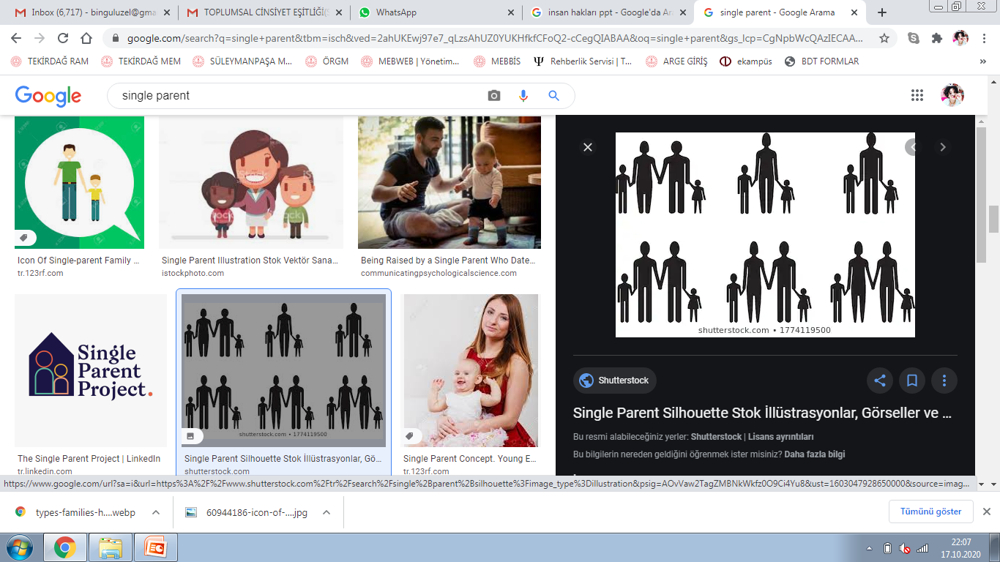 Inbox (6,717) - binguluzel@gma
TOPLUMSAL CİNSİYET EŞİTLİĞİ(S
WhatsApp
insan hakları ppt - Google'da Ar
single parent - Google Arama
google.com/search?q=single+parent&tbm=isch&ved=2ahUKEwj97e7_qLzsAhUZ0YUKHfkfCFoQ2-cCegQIABAA&oq=single+parent&gs_lcp=CgNpbWcQAzIECAA...
TEKİRDAĞ RAM
TEKİRDAĞ MEM
SÜLEYMANPAŞA M...
ÖRGM
MEBWEB | Yönetim...
MEBBİS
Rehberlik Servisi | T...
ARGE GİRİŞ
ekampüs
BDT FORMLAR
Google
single parent
Icon Of Single-parent Family ...
tr.123rf.com
Single Parent Illustration Stok Vektör Sana...
istockphoto.com
Being Raised by a Single Parent Who Date...
communicatingpsychologicalscience.com
Single
Parent
Project.
The Single Parent Project | LinkedIn
tr.linkedin.com
shutterstock.com • 1774119500
Single Parent Silhouette Stok İllüstrasyonlar, Gö...
shutterstock.com
Single Parent Concept. Young E...
tr.123rf.com
shutterstock.com • 1774119500
Shutterstock
Single Parent Silhouette Stok İllüstrasyonlar, Görseller ve ...
Bu resmi alabileceğiniz yerler: Shutterstock | Lisans ayrıntıları
Bu bilgilerin nereden geldiğini öğrenmek ister misiniz? Daha fazla bilgi
https://www.google.com/url?sa=i&url=https%3A%2F%2Fwww.shutterstock.com%2Ftr%2Fsearch%2Fsingle%2Bparent%2Bsilhouette%3Fimage_type%3Dillustration&psig=AOvVaw2TagZMBNkWkfz0O9Ci4Yu8&ust=1603047928650000&source=imag...
types-families-h....webp
60944186-icon-of-....jpg
Tümünü göster
22:07
17.10.2020